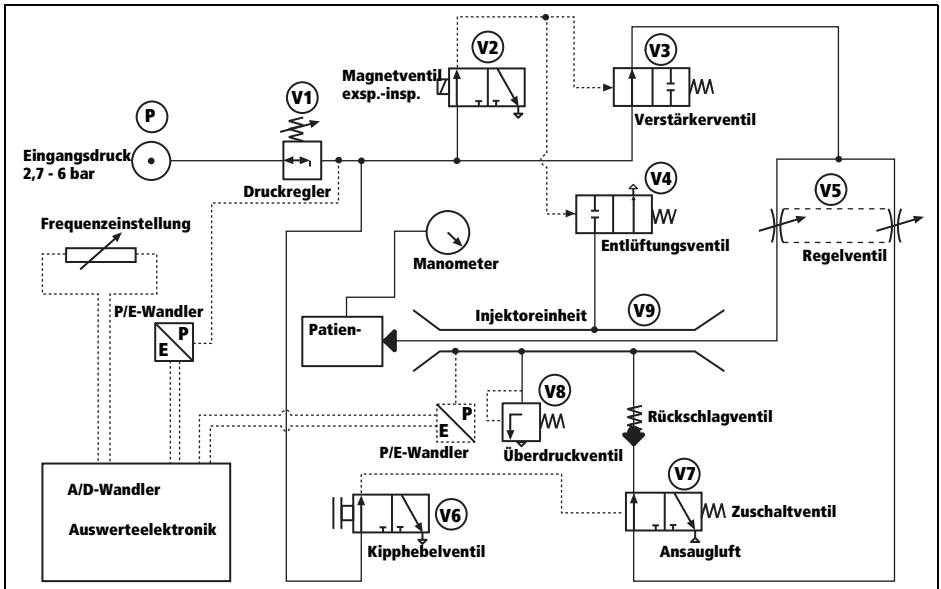 V2
V3
Magnetventil
exsp.-insp.
V1
P
Verstärkerventil
Eingangsdruck
2,7 - 6 bar
Druckregler
V4
V5
Frequenzeinstellung
Entlüftungsventil
Regelventil
Manometer
P/E-Wandler
Injektoreinheit
V9
P
E
Patien-
V8
P
E
Rückschlagventil
P/E-Wandler
Überdruckventil
V7
A/D-Wandler
V6
Zuschaltventil
Auswerteelektronik
Kipphebelventil
Ansaugluft